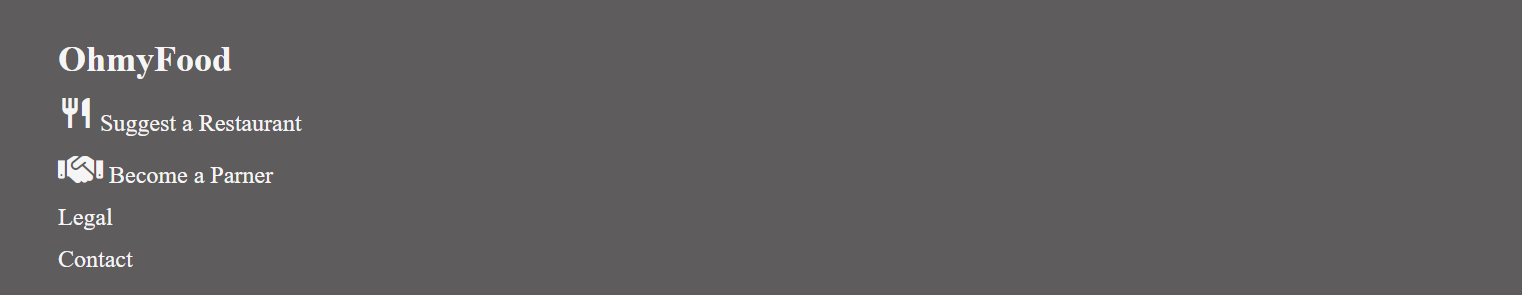 OhmyFood
Suggest a Restaurant
Become a Parner
Legal
Contact